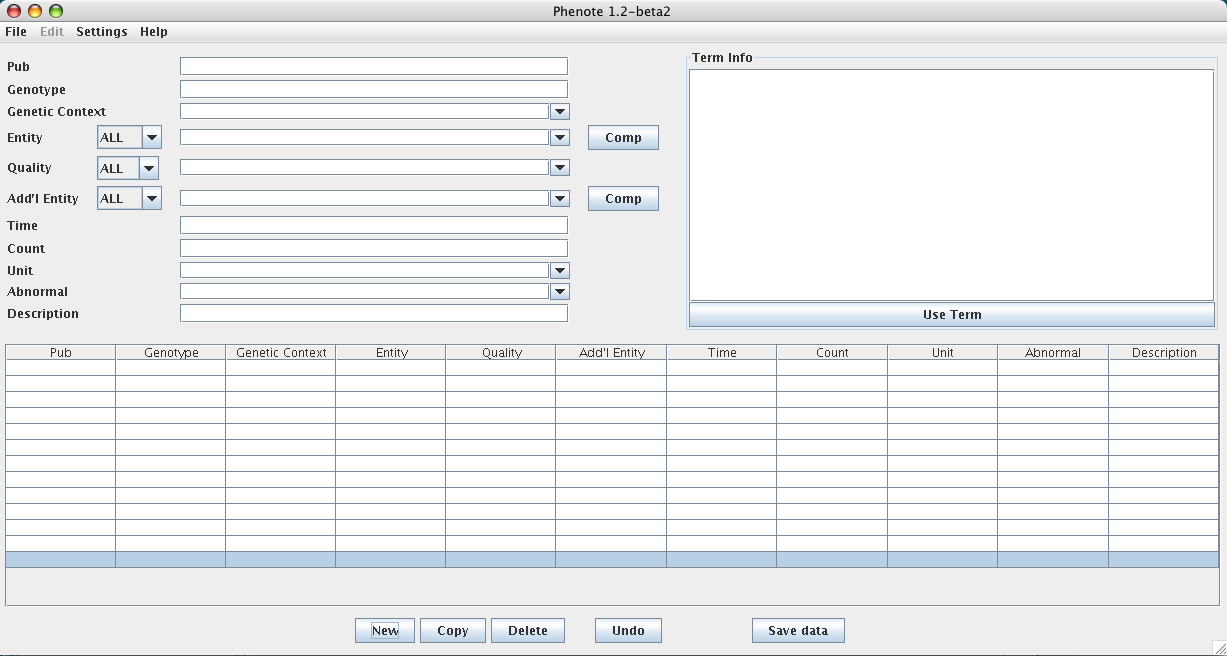 Phenote 1.2-beta2
File Edit Settings Help
Pub
Genotype
Genetic Context
Entity ALL Comp
Quality ALL
Add'l Entity ALL Comp
Time
Count
Unit
Abnormal
Description
Term Info
Use Term
Pub Genotype Genetic Context Entity Quality Add'l Entity Time Count Unit Abnormal Description
New Copy Delete Undo Save data